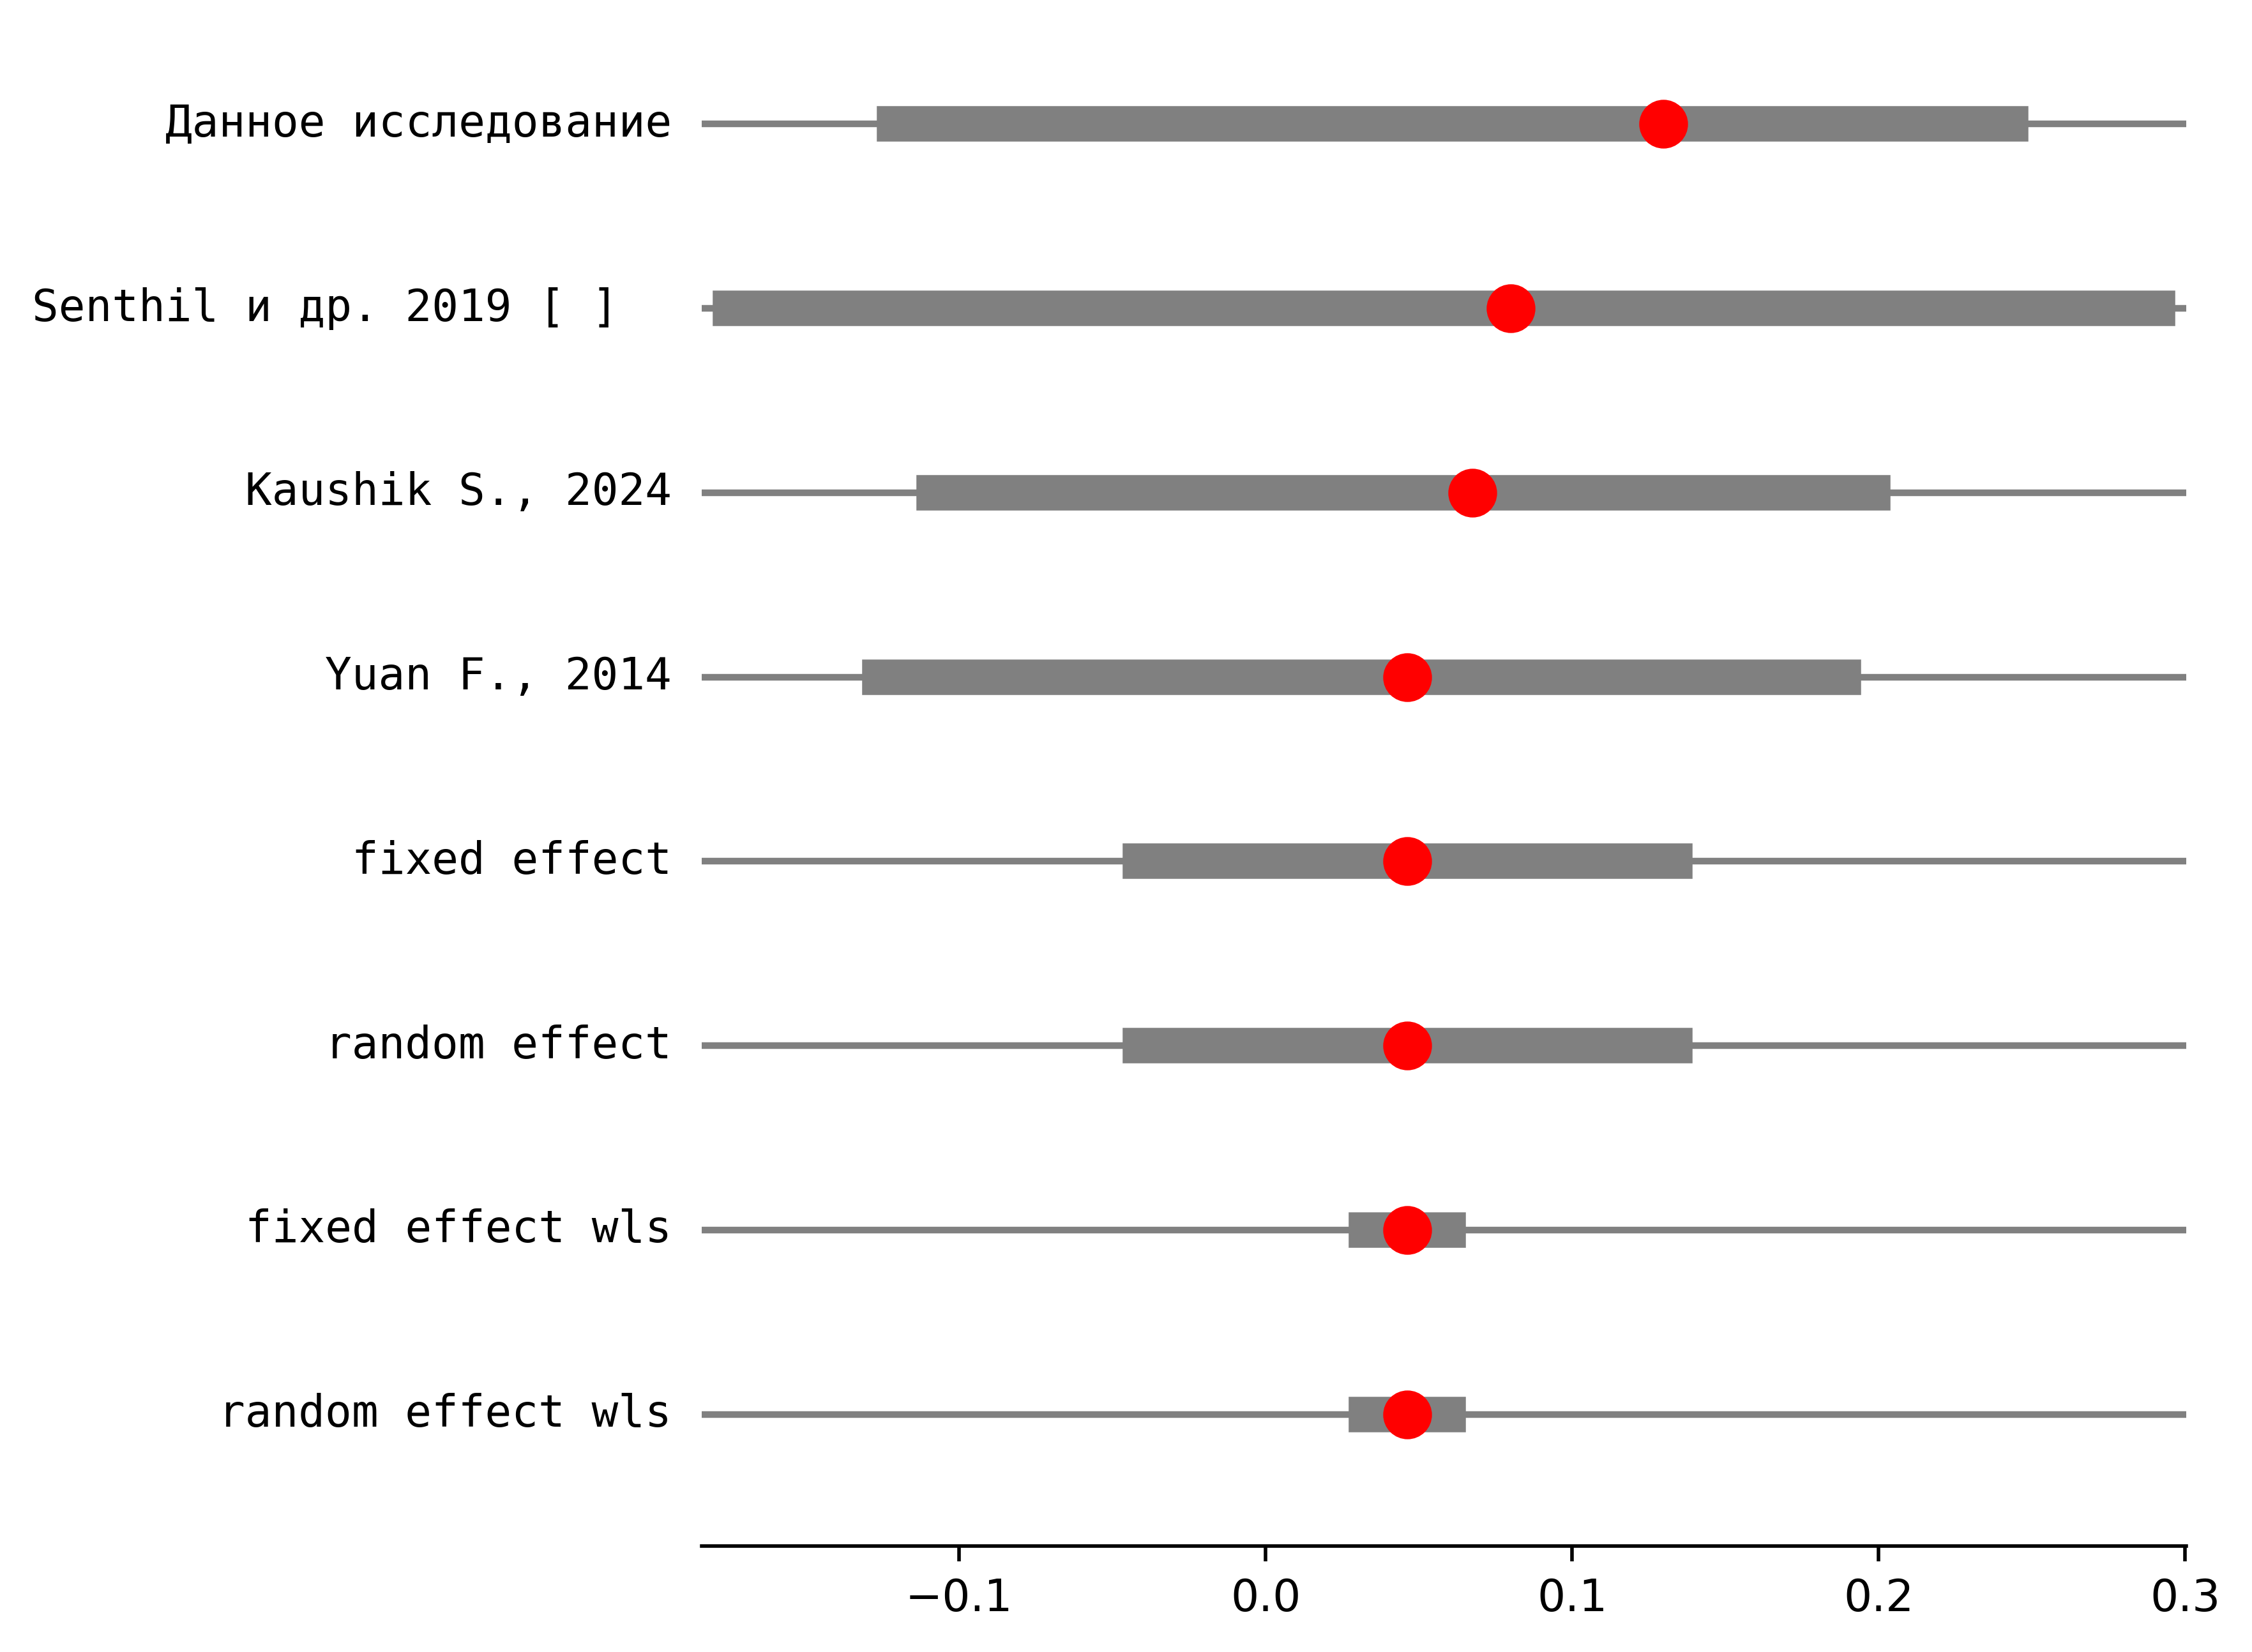 Данное исследование
Senthil и др. 2019 [ ]
Kaushik S., 2024
Yuan F., 2014
fixed effect
random effect
fixed effect wls
random effect wls
−0.1 0.0 0.1 0.2 0.3